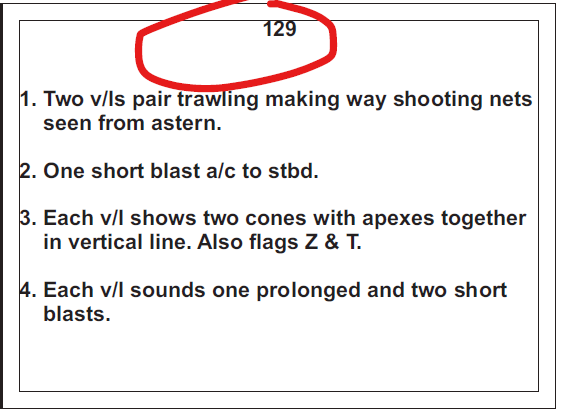 129
1. Two v/ls pair trawling making way shooting nets
seen from astern.
2. One short blast a/c to stbd.
3. Each v/l shows two cones with apexes together
in vertical line. Also flags Z & T.
4. Each v/l sounds one prolonged and two short
blasts.